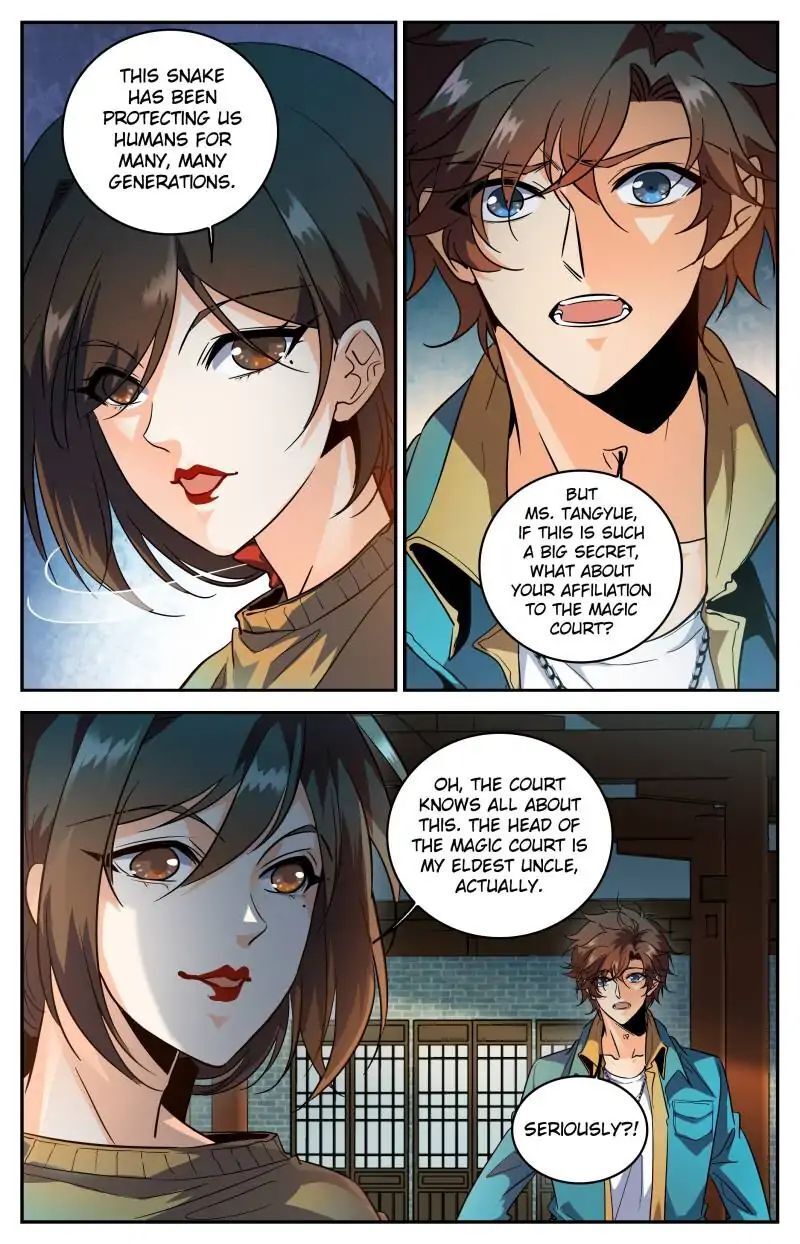 THIS SNAKE
HAS BEEN
PROTECTING US
HUMANS FOR
MANY, MANY
GENERATIONS.
BUT
MS. TANGYUE,
IF THIS IS SUCH
A BIG SECRET,
WHAT ABOUT
YOUR AFFILIATION
TO THE MAGIC
COURT?
OH, THE COURT
KNOWS ALL ABOUT
THIS. THE HEAD OF
THE MAGIC COURT IS
MY ELDEST UNCLE,
ACTUALLY.
SERIOUSLY?!